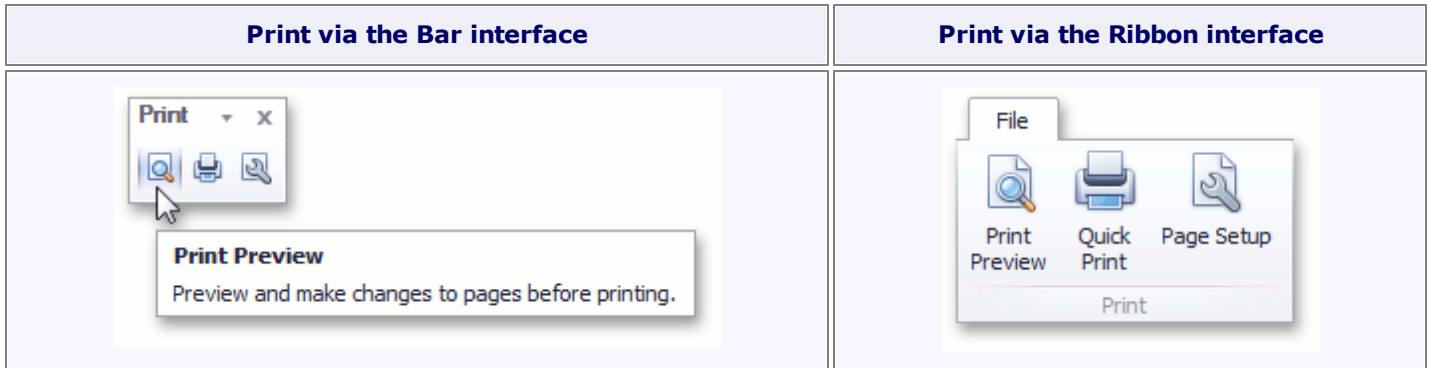 Print via the Bar interface
Print via the Ribbon interface
Print
x
Print Preview
Preview and make changes to pages before printing.
File
Print
Preview
Quick
Print
Page Setup
Print